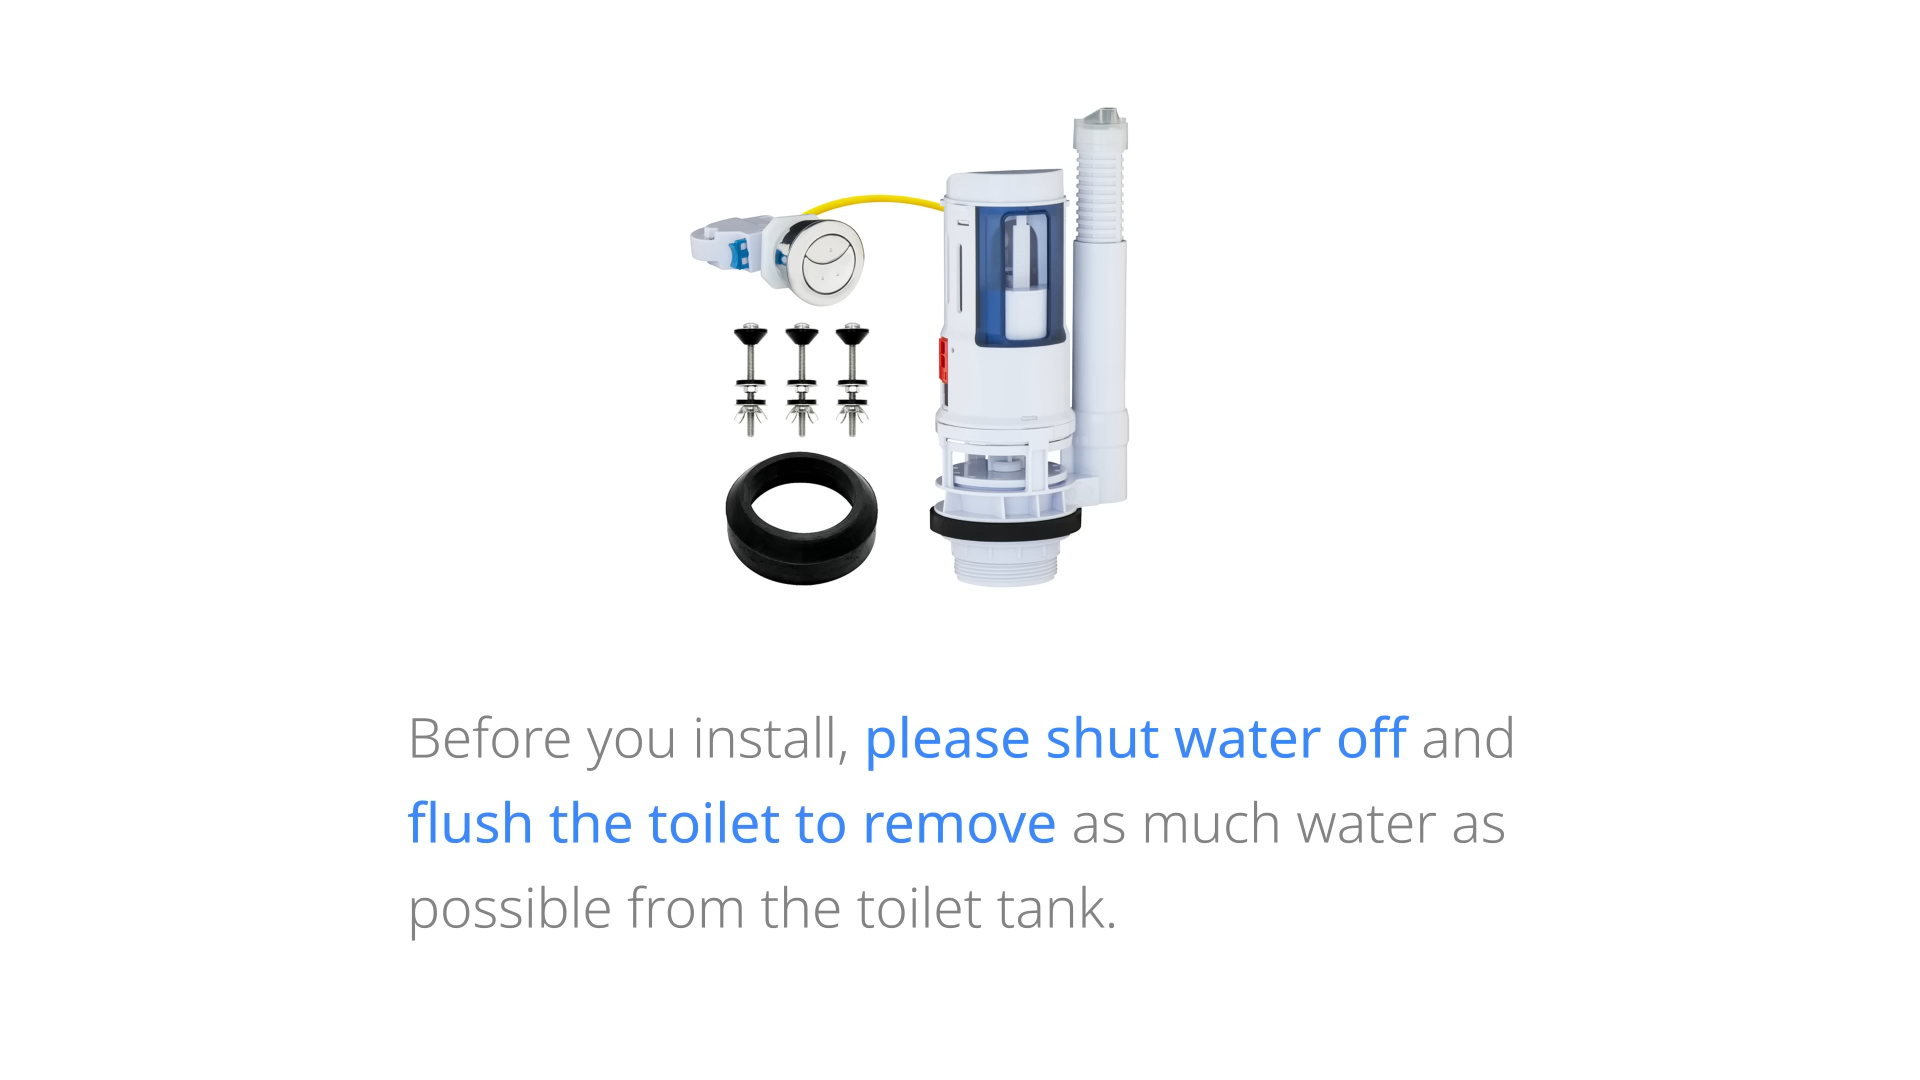 Before you install, please shut water off and
flush the toilet to remove as much water as
possible from the toilet tank.